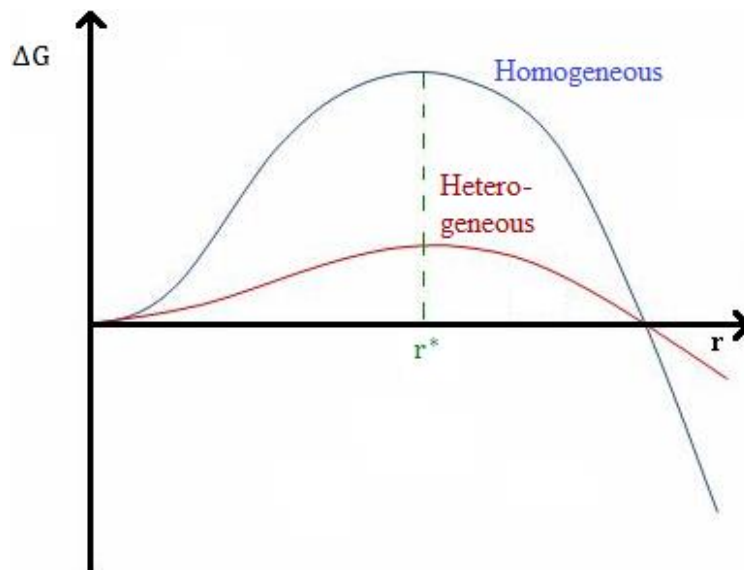 ΔG
Homogeneous
Hetero-
geneous
r*
r